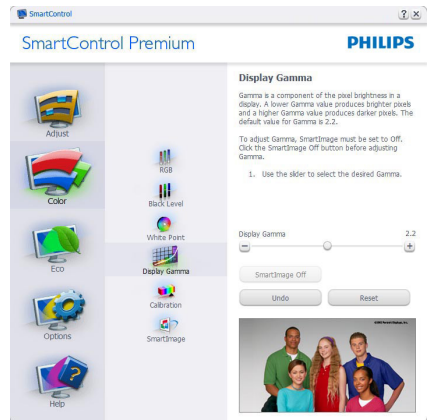 SmartControl
? x
SmartControl Premium
PHILIPS
Adjust
Color
Eco
Options
Help
RGB
Black Level
White Point
Display Gamma
Calibration
SmartImage
Display Gamma
Gamma is a component of the pixel brightness in a
display. A lower Gamma value produces brighter pixels
and a higher Gamma value produces darker pixels. The
default value for Gamma is 2.2.
To adjust Gamma, SmartImage must be set to Off.
Click the SmartImage Off button before adjusting
Gamma.
1. Use the slider to select the desired Gamma.
Display Gamma 2.2
SmartImage Off
Undo Reset